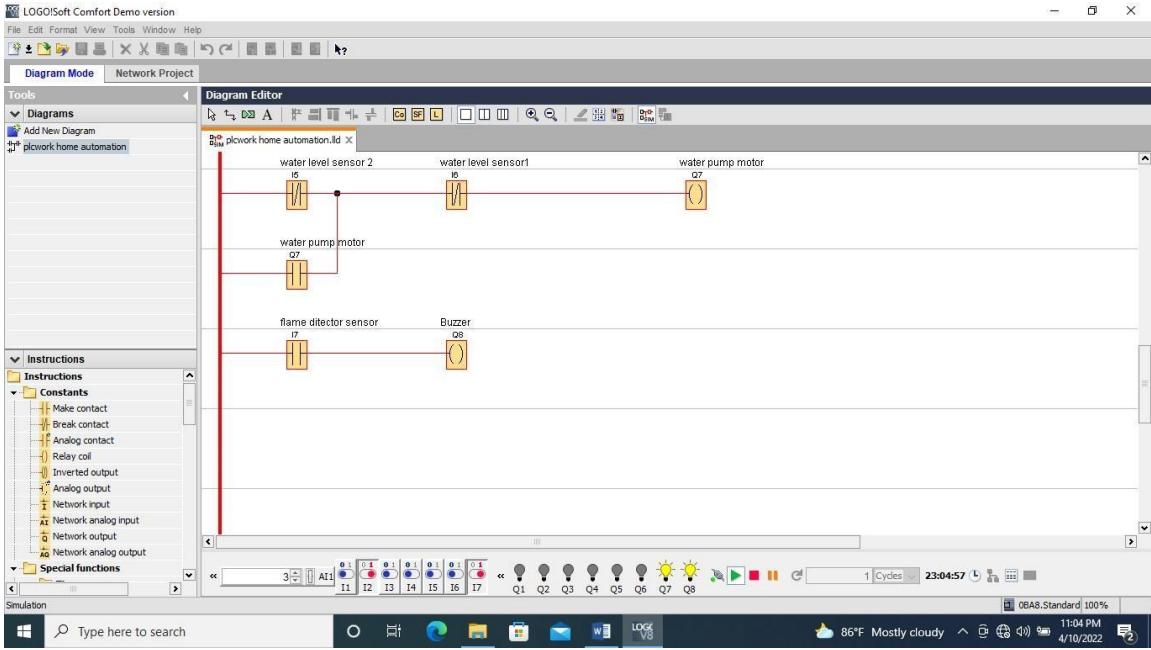 LOGO!Soft Comfort Demo version
File Edit Format View Tools Window Help
Diagram Mode Network Project
Tools
Diagrams
Add New Diagram
plcwork home automation
Diagram Editor
A Co SF L
plcwork home automation.lld X
water level sensor 2 water level sensor1 water pump motor
I5 I6 Q7
water pump motor
Q7
flame ditector sensor Buzzer
I7 Q8
Instructions
Instructions
Constants
Make contact
Break contact
Analog contact
Relay coil
Inverted output
Analog output
Network input
Network analog input
Network output
Network analog output
Special functions
« 3 AI1 I1 I2 I3 I4 I5 I6 I7 « Q1 Q2 Q3 Q4 Q5 Q6 Q7 Q8 1 Cycles 23:04:57
Simulation 0BA8.Standard 100%
Type here to search 86°F Mostly cloudy 11:04 PM
4/10/2022